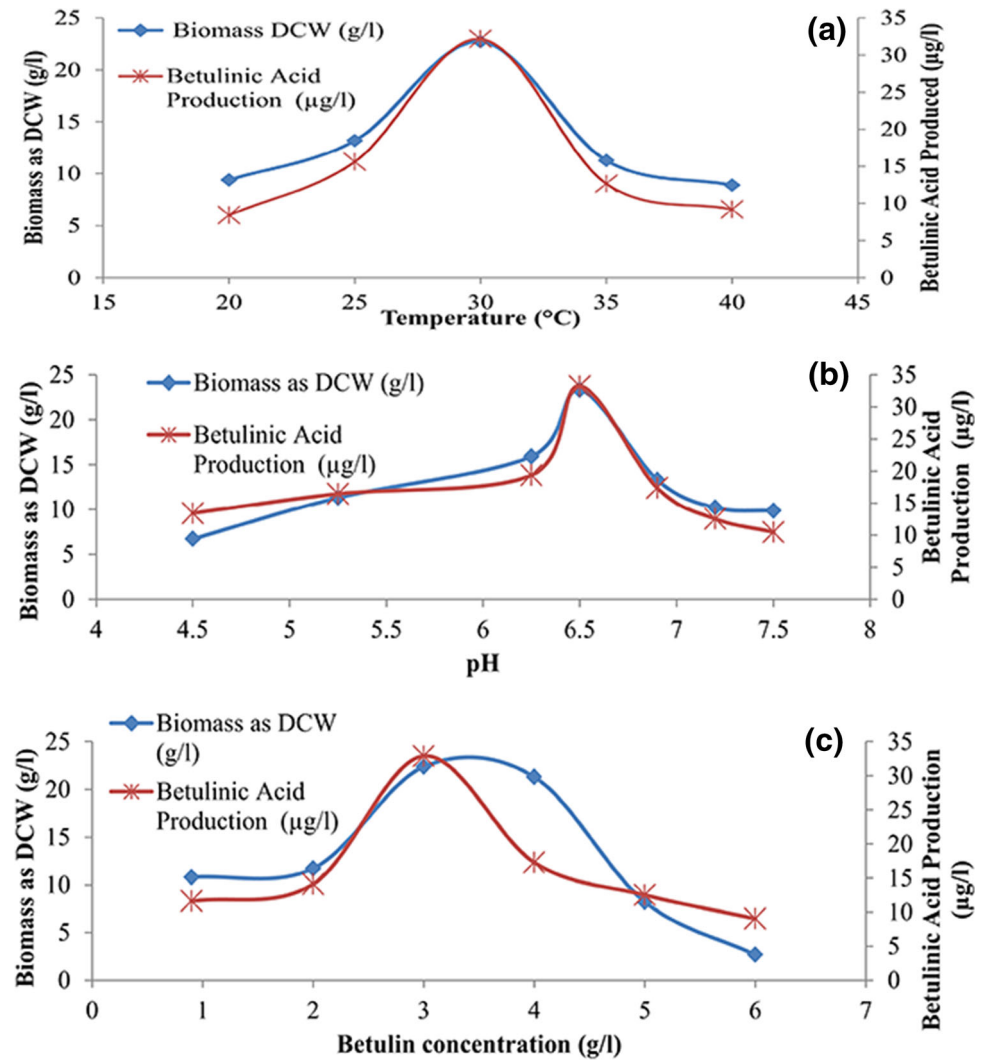 (a)
Biomass DCW (g/l)
Betulinic Acid
Production (µg/l)
Biomass as DCW (g/l)
25
20
15
10
5
0
Betulinic Acid Produced (µg/l)
35
30
25
20
15
10
5
0
15 20 25 30 35 40 45
Temperature (°C)
(b)
Biomass as DCW (g/l)
Betulinic Acid
Production (µg/l)
Biomass as DCW (g/l)
25
20
15
10
5
0
Betulinic Acid
Production (µg/l)
35
30
25
20
15
10
5
0
4 4.5 5 5.5 6 6.5 7 7.5 8
pH
(c)
Biomass as DCW
(g/l)
Betulinic Acid
Production (µg/l)
Biomass as DCW (g/l)
25
20
15
10
5
0
Betulinic Acid Production
(µg/l)
35
30
25
20
15
10
5
0
0 1 2 3 4 5 6 7
Betulin concentration (g/l)